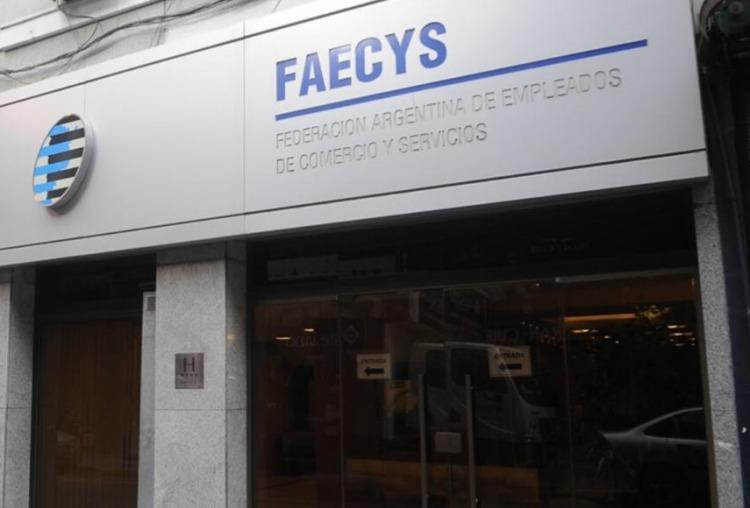 FAECYS
FEDERACION ARGENTINA DE EMPLEADOS
DE COMERCIO Y SERVICIOS
H
ENTRADA
ENTRADA